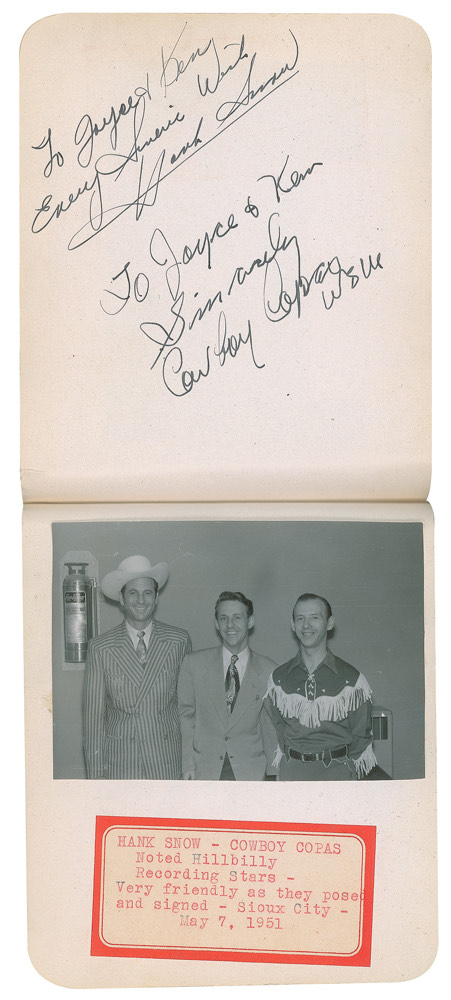 To Joyce & Ken
Every Sincere Wish
Hank Snow
To Joyce & Ken
Sincerely
Cowboy Copas
WSM
HANK SNOW - COWBOY COPAS
Noted Hillbilly
Recording Stars -
Very friendly as they posed
and signed - Sioux City -
May 7, 1951